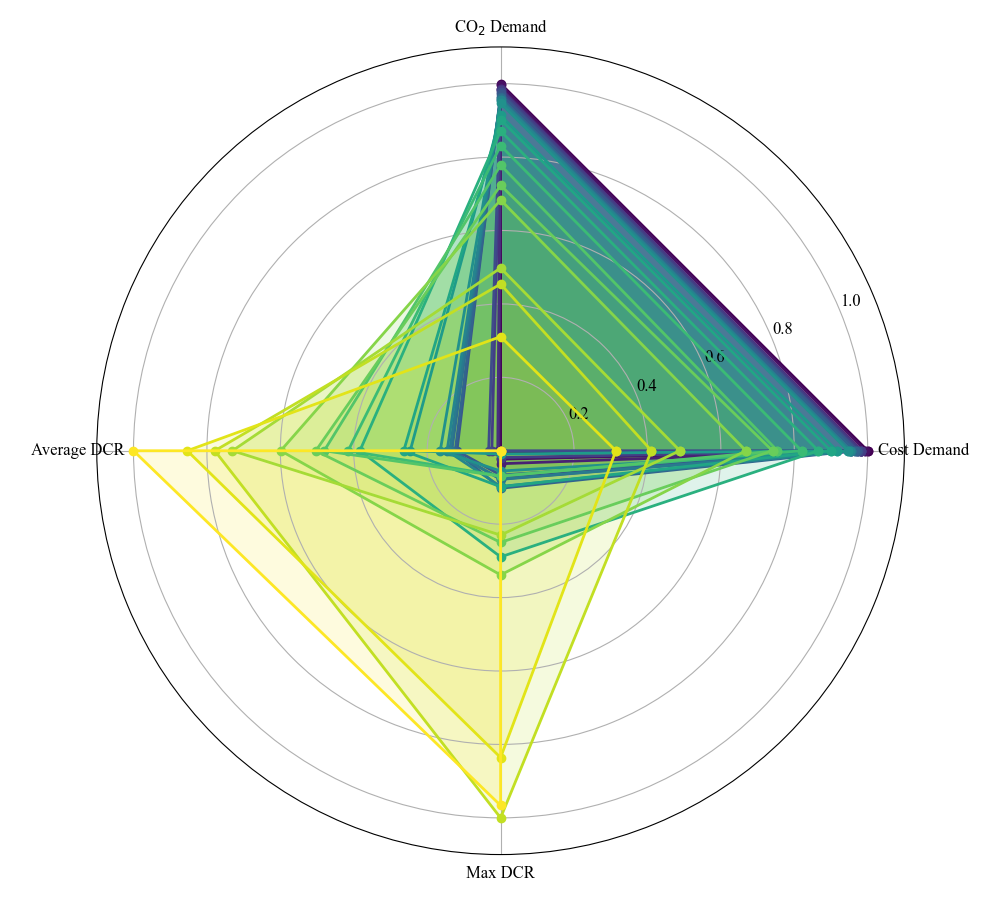 CO₂ Demand
1.0
0.8
0.6
0.4
0.2
Average DCR
Cost Demand
Max DCR